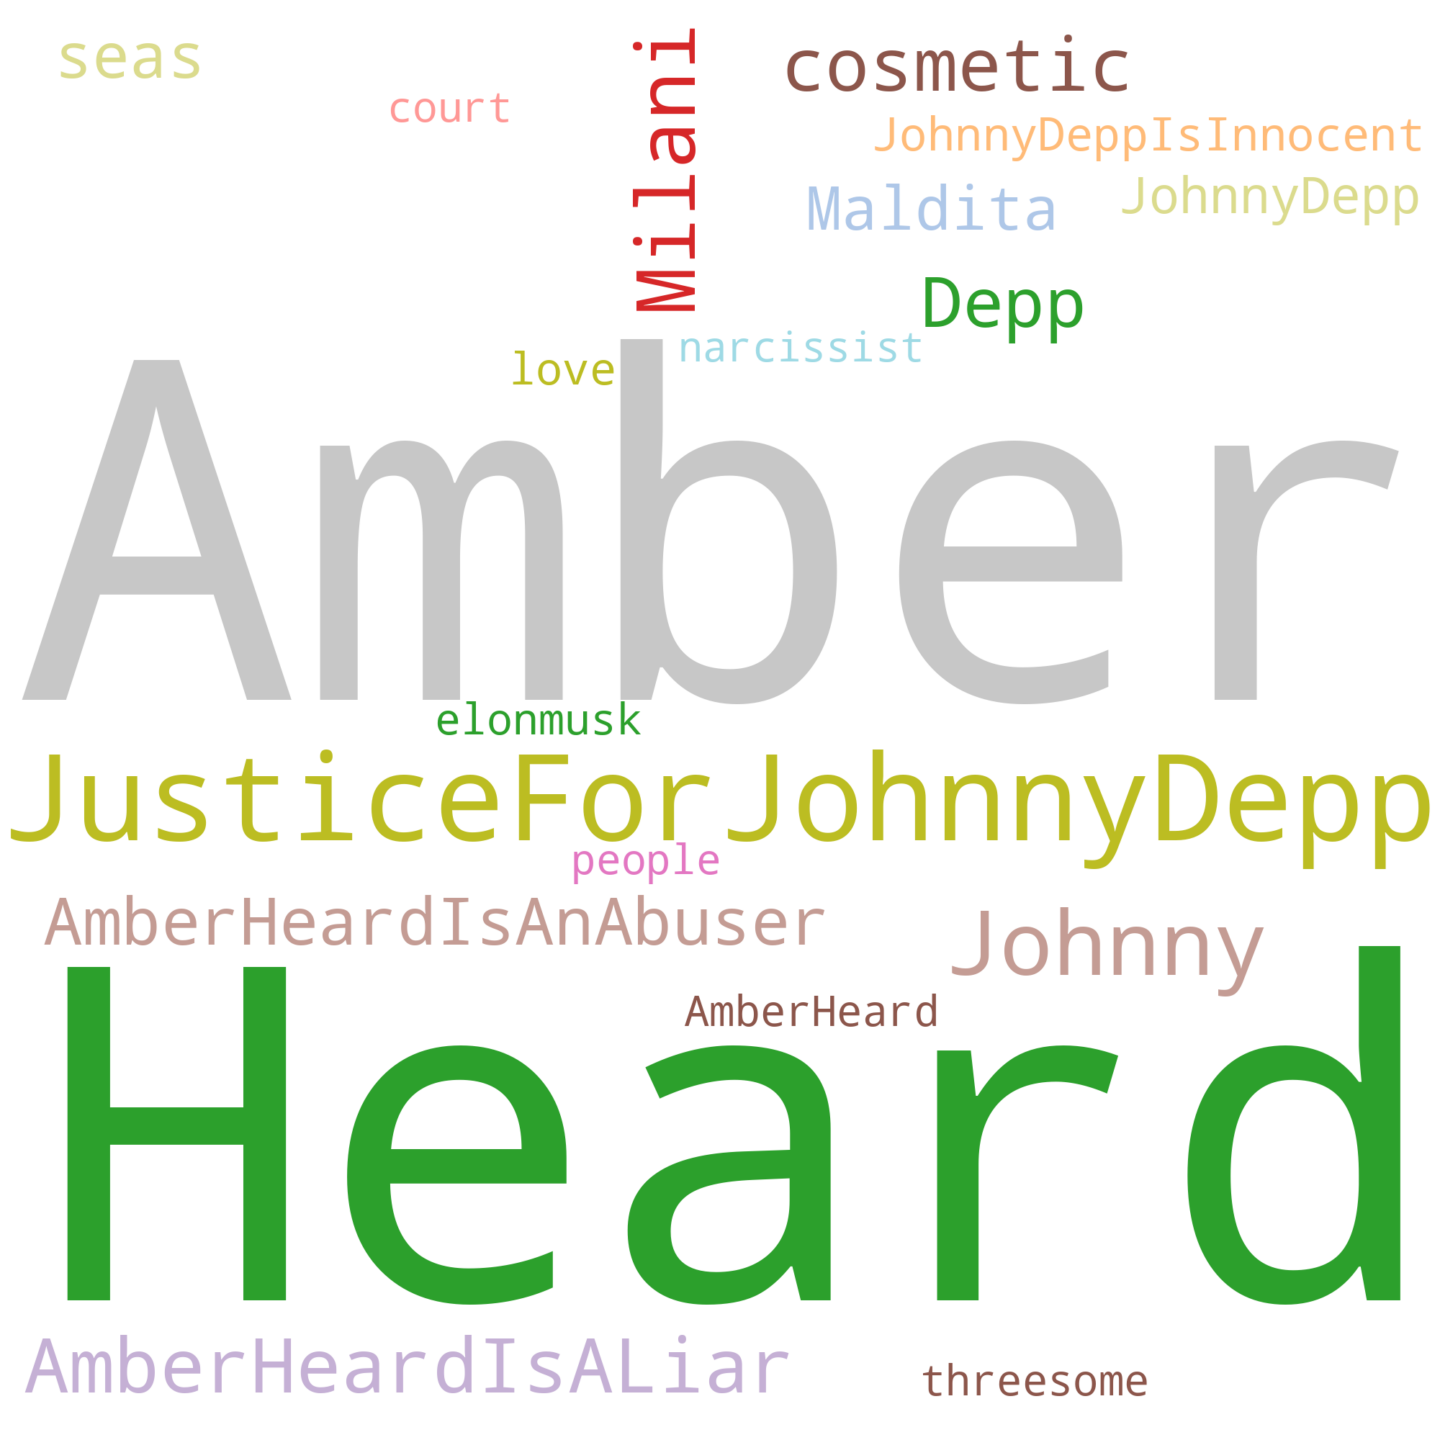 seas
cosmetic
court
Milani
JohnnyDeppIsInnocent
Maldita
JohnnyDepp
Depp
narcissist
love
Amber
elonmusk
JusticeForJohnnyDepp
people
AmberHeardIsAnAbuser
Johnny
AmberHeard
Heard
AmberHeardIsALiar
threesome